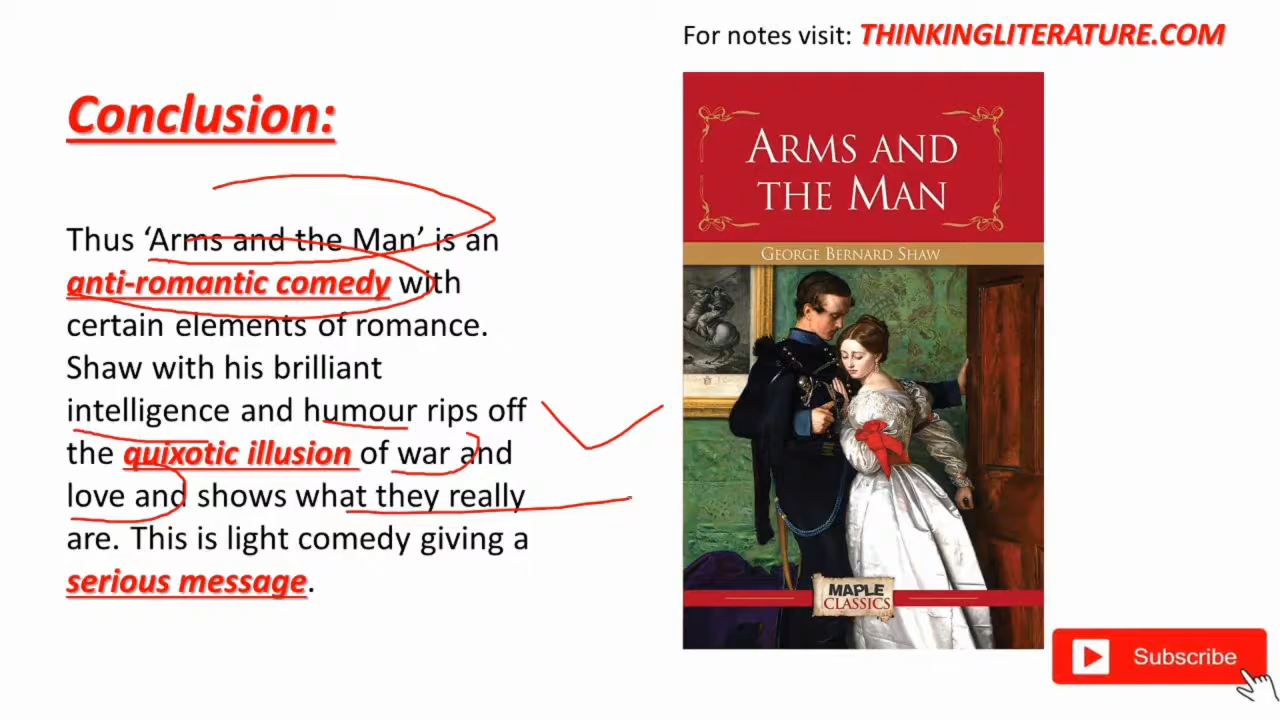 For notes visit: THINKINGLITERATURE.COM
Conclusion:
Thus ‘Arms and the Man’ is an
anti-romantic comedy with
certain elements of romance.
Shaw with his brilliant
intelligence and humour rips off
the quixotic illusion of war and
love and shows what they really
are. This is light comedy giving a
serious message.
ARMS AND
THE MAN
GEORGE BERNARD SHAW
MAPLE
CLASSICS
Subscribe